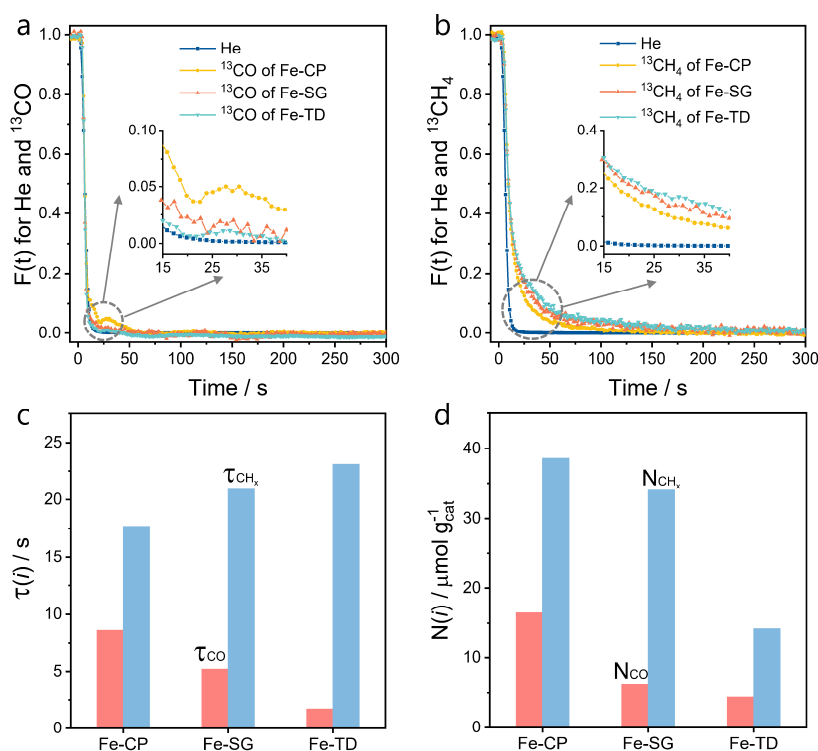 a
F(t) for He and ¹³CO
1.0
0.8
0.6
0.4
0.2
0.0
He
¹³CO of Fe-CP
¹³CO of Fe-SG
¹³CO of Fe-TD
0.10
0.05
0.00
15 25 35
0 50 100 150 200 250 300
Time / s
b
F(t) for He and ¹³CH₄
1.0
0.8
0.6
0.4
0.2
0.0
He
¹³CH₄ of Fe-CP
¹³CH₄ of Fe-SG
¹³CH₄ of Fe-TD
0.4
0.2
0.0
15 25 35
0 50 100 150 200 250 300
Time / s
c
τ(i) / s
25
20
15
10
5
0
τCHₓ
τCO
Fe-CP Fe-SG Fe-TD
d
N(i) / μmol g⁻¹cat
40
30
20
10
0
NCHₓ
NCO
Fe-CP Fe-SG Fe-TD